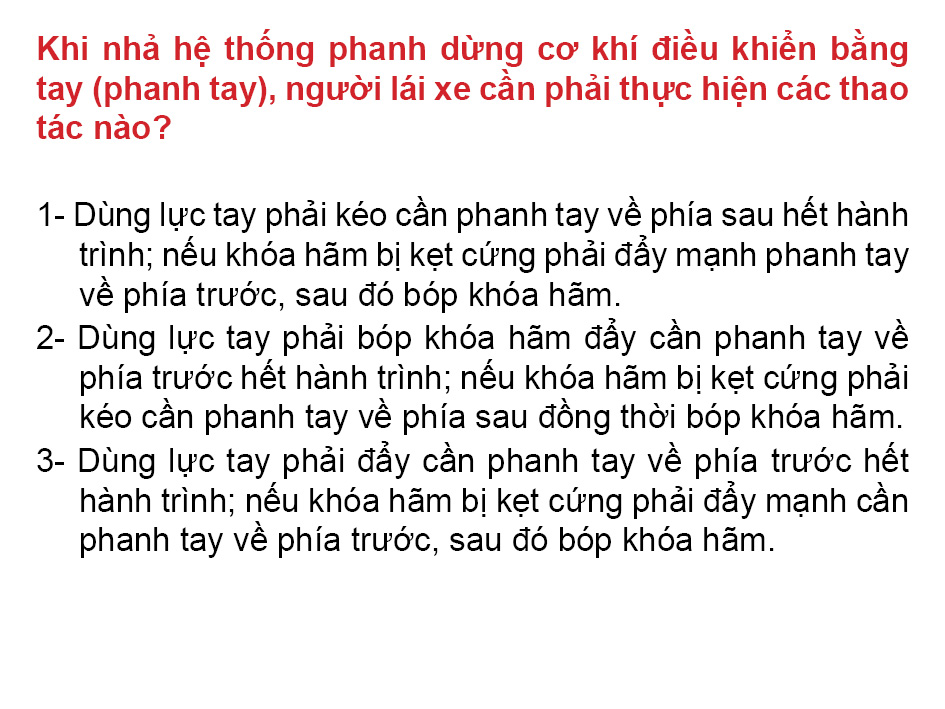 Khi nhả hệ thống phanh dừng cơ khí điều khiển bằng
tay (phanh tay), người lái xe cần phải thực hiện các thao
tác nào?
1- Dùng lực tay phải kéo cần phanh tay về phía sau hết hành
trình; nếu khóa hãm bị kẹt cứng phải đẩy mạnh phanh tay
về phía trước, sau đó bóp khóa hãm.
2- Dùng lực tay phải bóp khóa hãm đẩy cần phanh tay về
phía trước hết hành trình; nếu khóa hãm bị kẹt cứng phải
kéo cần phanh tay về phía sau đồng thời bóp khóa hãm.
3- Dùng lực tay phải đẩy cần phanh tay về phía trước hết
hành trình; nếu khóa hãm bị kẹt cứng phải đẩy mạnh cần
phanh tay về phía trước, sau đó bóp khóa hãm.